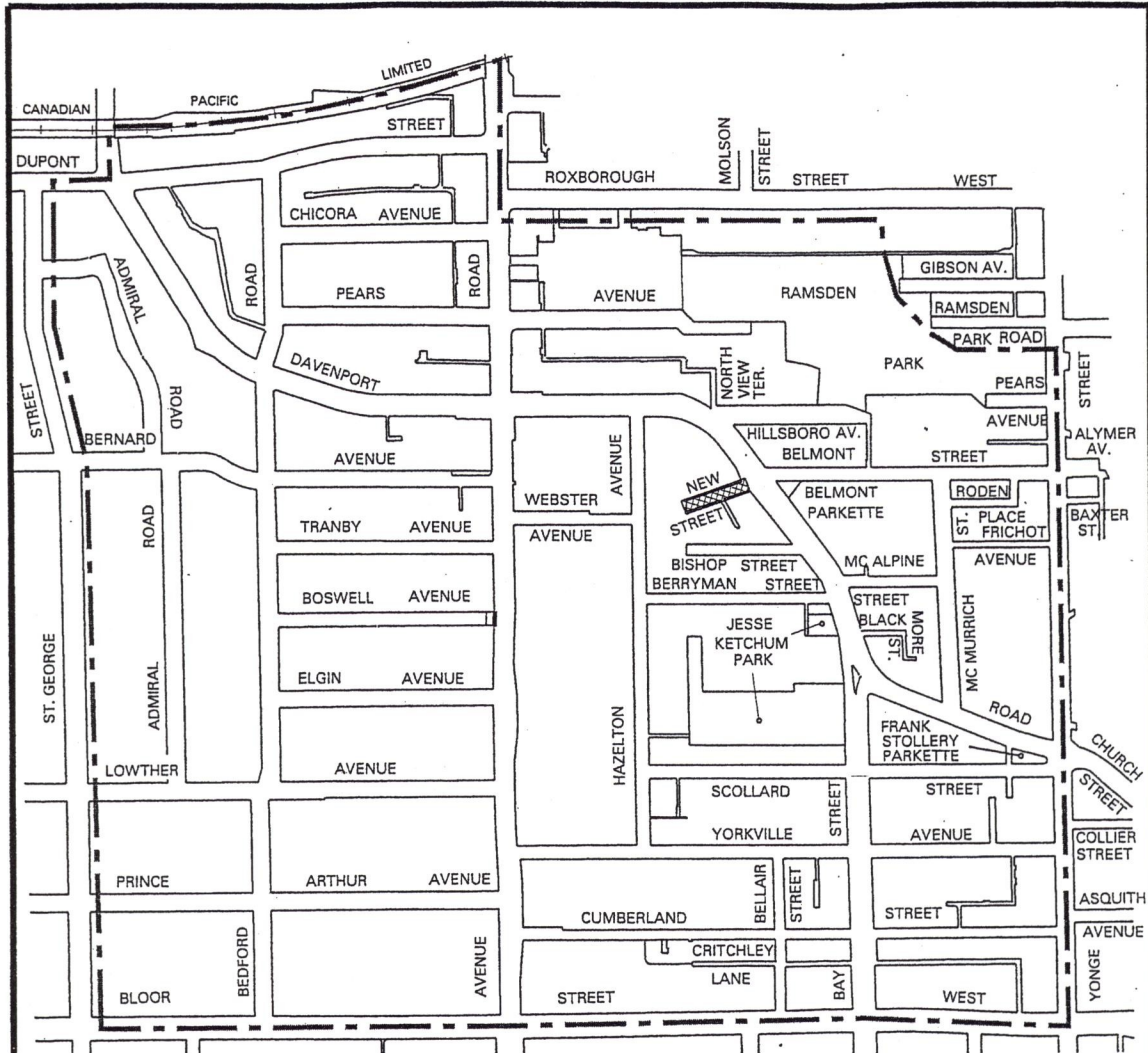 LIMITED
PACIFIC
CANADIAN
STREET
DUPONT
MOLSON
STREET
ROXBOROUGH STREET WEST
CHICORA AVENUE
GIBSON AV.
ADMIRAL
ROAD
ROAD
PEARS
AVENUE
RAMSDEN
RAMSDEN
PARK ROAD
PARK
DAVENPORT
NORTH
VIEW
TER.
PEARS
STREET
STREET
ROAD
AVENUE
BERNARD
AVENUE
AVENUE
HILLSBORO AV.
BELMONT
STREET
ALYMER
AV.
NEW
STREET
WEBSTER
BELMONT
PARKETTE
RODEN
ST. PLACE
FRICHOT
BAXTER
ST.
TRANBY AVENUE
AVENUE
ROAD
BISHOP STREET
MC ALPINE
AVENUE
BERRYMAN STREET
BOSWELL AVENUE
STREET
BLACK
MORE
ST.
JESSE
KETCHUM
PARK
MC MURRICH
ST. GEORGE
ADMIRAL
ELGIN AVENUE
ROAD
HAZELTON
FRANK
STOLLERY
PARKETTE
CHURCH
STREET
LOWTHER
AVENUE
SCOLLARD
STREET
STREET
YORKVILLE
AVENUE
COLLIER
STREET
PRINCE ARTHUR AVENUE
BELLAIR
STREET
ASQUITH
AVENUE
CUMBERLAND
STREET
BEDFORD
AVENUE
CRITCHLEY
LANE
BAY
YONGE
BLOOR
STREET
WEST